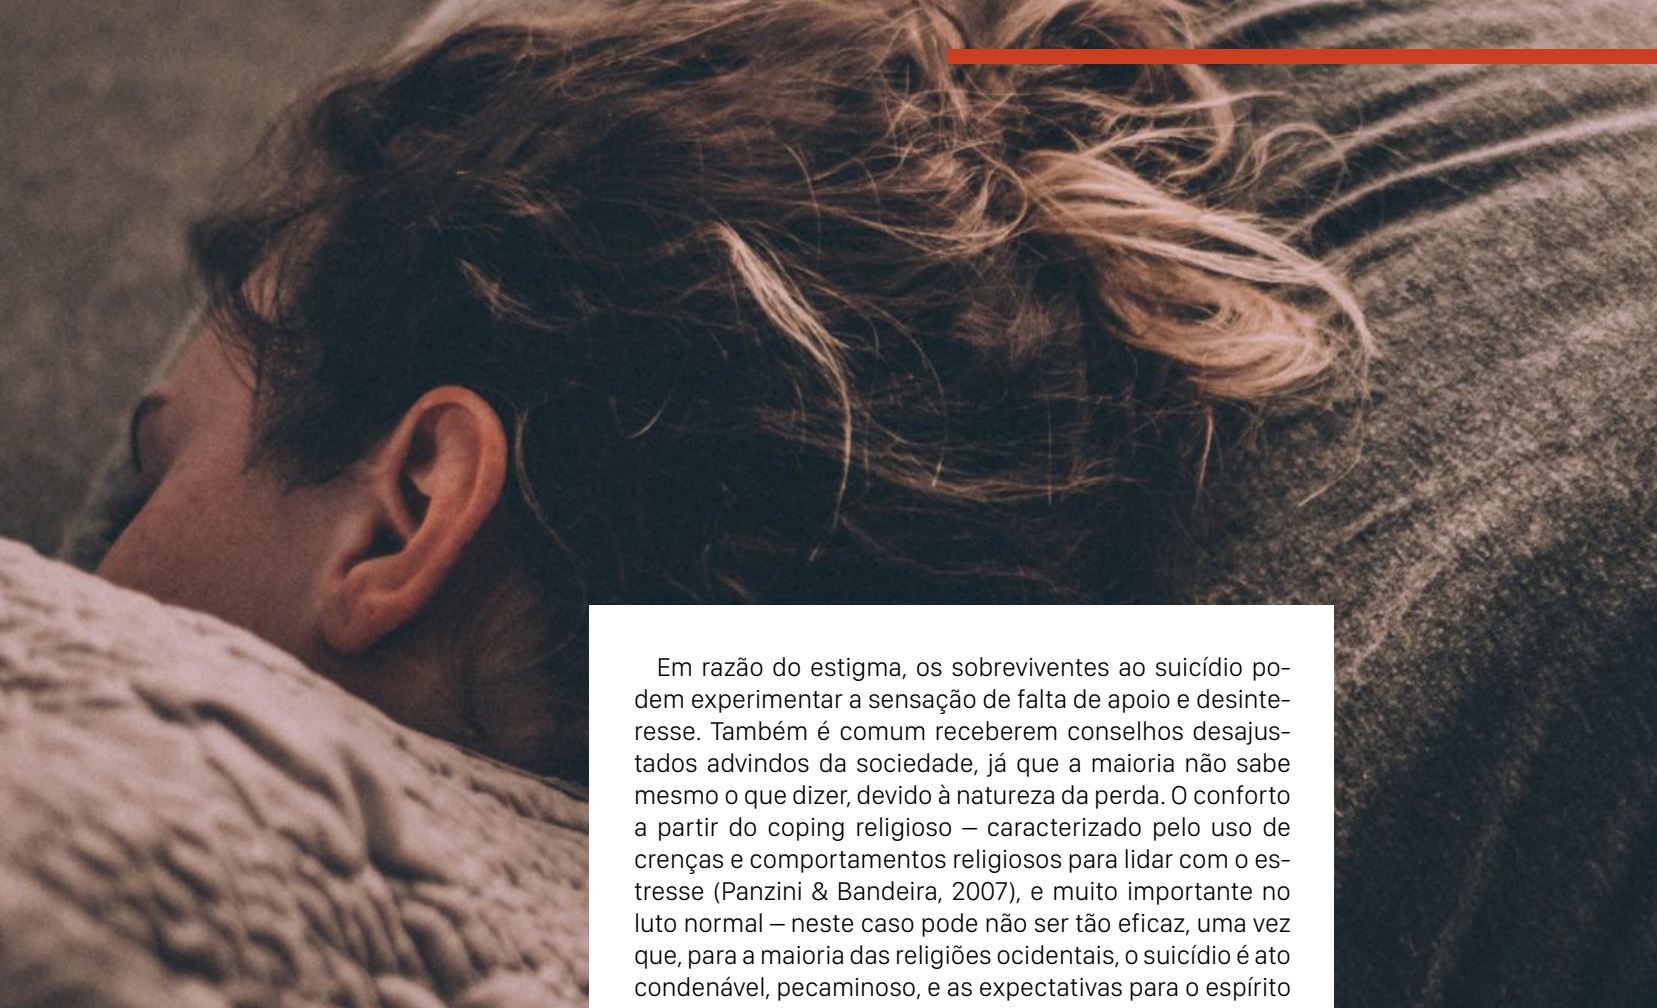 Em razão do estigma, os sobreviventes ao suicídio po-
dem experimentar a sensação de falta de apoio e desinte-
resse. Também é comum receberem conselhos desajus-
tados advindos da sociedade, já que a maioria não sabe
mesmo o que dizer, devido à natureza da perda. O conforto
a partir do coping religioso – caracterizado pelo uso de
crenças e comportamentos religiosos para lidar com o es-
tresse (Panzini & Bandeira, 2007), e muito importante no
luto normal – neste caso pode não ser tão eficaz, uma vez
que, para a maioria das religiões ocidentais, o suicídio é ato
condenável, pecaminoso, e as expectativas para o espírito